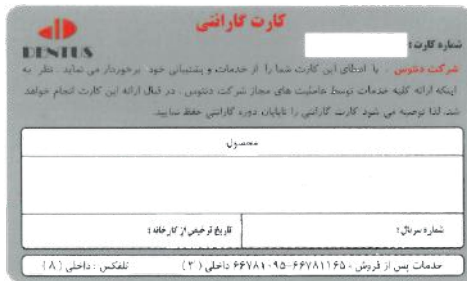 کارت گارانتی
DENTUS
شماره کارت :
شرکت دنتوس . با اعطای این کارت شما را از خدمات و پشتیبانی خود برخوردار می نماید . نظر به
اینکه ارائه کلیه خدمات توسط عاملیت های مجاز شرکت دنتوس ، در قبال ارائه این کارت انجام خواهد
شد، لذا توصیه می شود کارت گارانتی را تا پایان دوره گارانتی حفظ نمایید.
محصول
شماره سریال :
تاریخ ترخیص از کارخانه :
خدمات پس از فروش : ۶۶۷۸۱۱۶۵-۶۶۷۸۱۰۹۵ داخلی (۳) تلفکس : داخلی (۸)